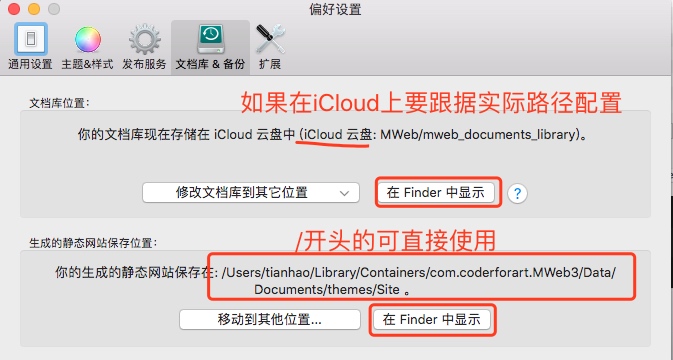 偏好设置
通用设置 主题&样式 发布服务 文档库 & 备份 扩展
文档库位置：
如果在iCloud上要跟据实际路径配置
你的文档库现在存储在 iCloud 云盘中 (iCloud 云盘: MWeb/mweb_documents_library)。
修改文档库到其它位置 在 Finder 中显示 ?
生成的静态网站保存位置：
/开头的可直接使用
你的生成的静态网站保存在: /Users/tianhao/Library/Containers/com.coderforart.MWeb3/Data/
Documents/themes/Site 。
移动到其他位置... 在 Finder 中显示